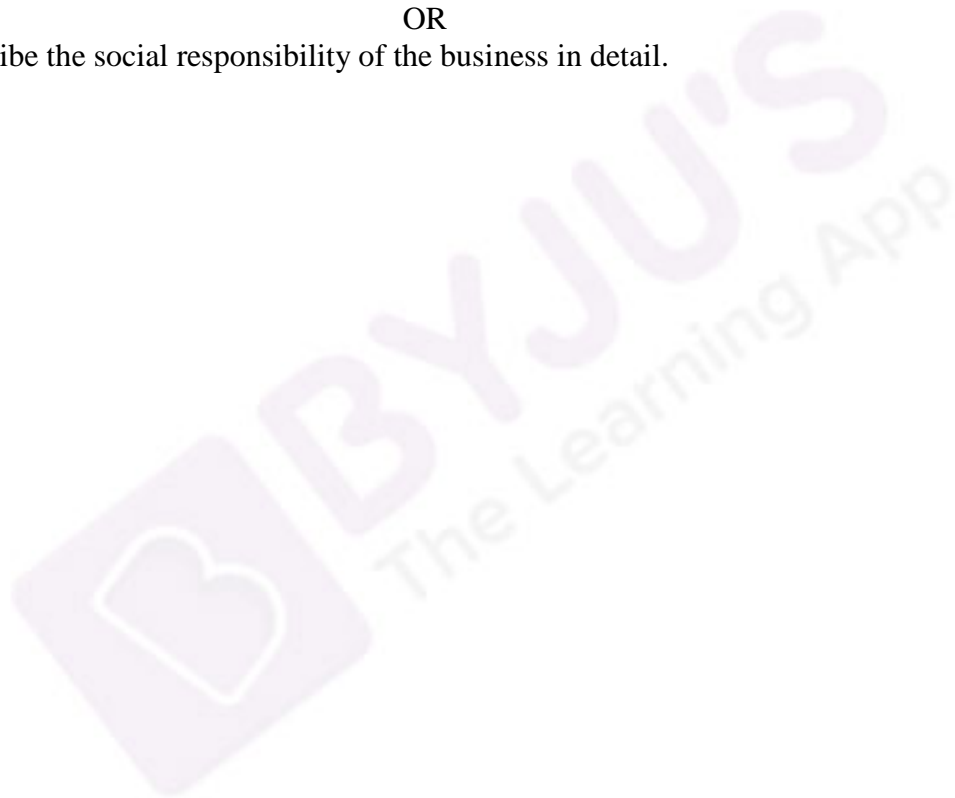 OR
ibe the social responsibility of the business in detail.
BYJU'S
The Learning App